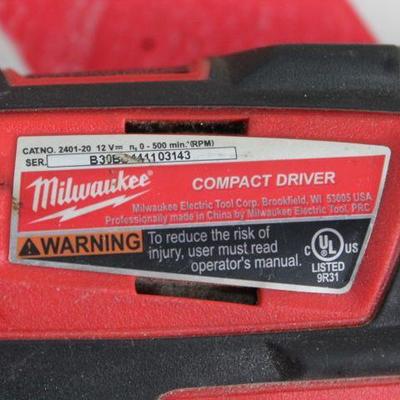 CAT.NO. 2401-20 12 V⎓ n₀ 0 - 500 min.⁻(RPM)
SER.
Milwaukee
COMPACT DRIVER
Milwaukee Electric Tool Corp. Brookfield, WI 53005 USA
Professionally made in China by Milwaukee Electric Tool, PRC
WARNING
To reduce the risk of
injury, user must read
operator's manual.
C UL US
LISTED
9R31